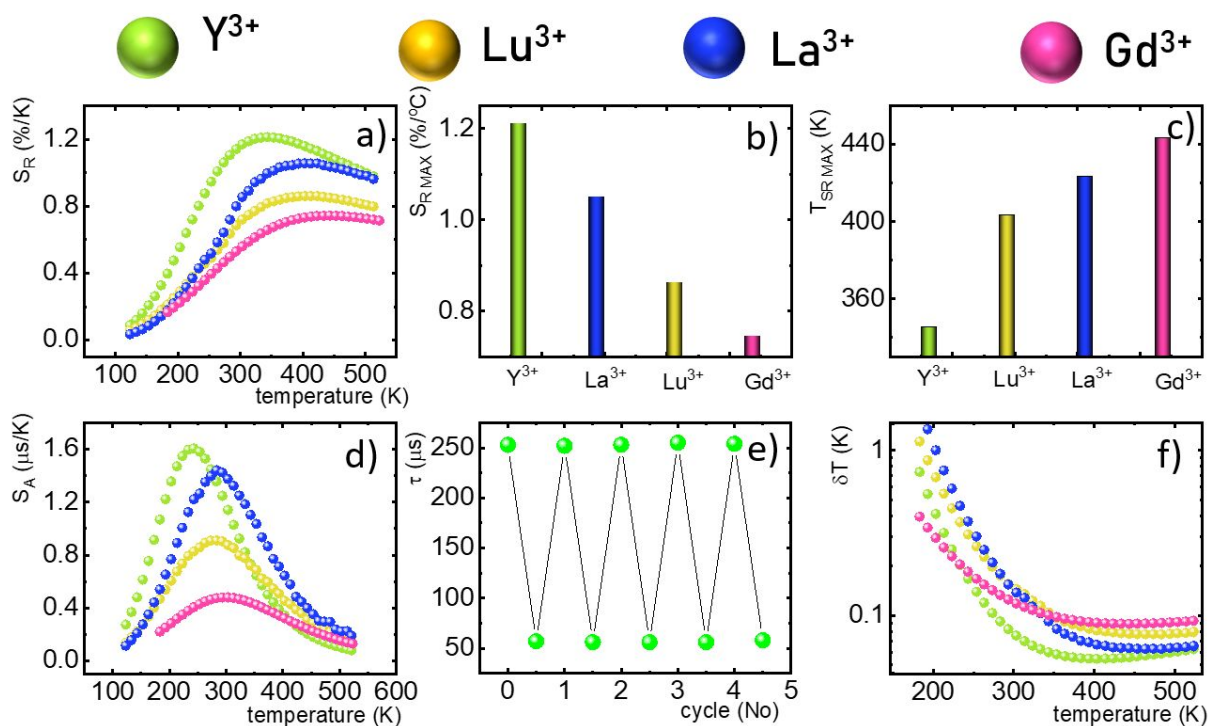 Y³⁺ Lu³⁺ La³⁺ Gd³⁺
a)
S_R (%/K)
1.2
0.8
0.4
0.0
100 200 300 400 500
temperature (K)
b)
S_R MAX (%/°C)
1.2
1.0
0.8
Y³⁺ La³⁺ Lu³⁺ Gd³⁺
c)
T_SR MAX (K)
440
400
360
Y³⁺ Lu³⁺ La³⁺ Gd³⁺
d)
S_A (μs/K)
1.6
1.2
0.8
0.4
0.0
100 200 300 400 500 600
temperature (K)
e)
τ (μs)
250
200
150
100
50
0 1 2 3 4 5
cycle (No)
f)
δT (K)
1
0.1
200 300 400 500
temperature (K)